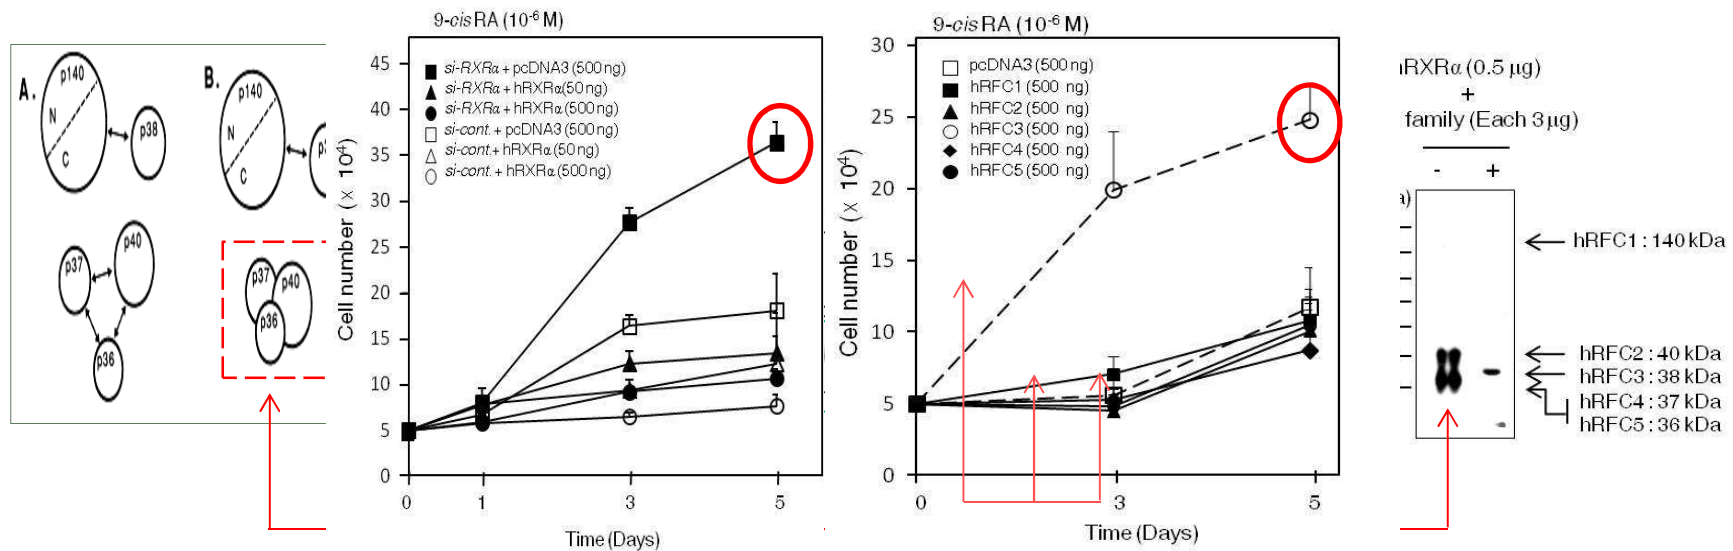 A.
p140
N
C
p38
p37
p40
p36
B.
p140
N
C
p37
p40
p36
9-cisRA (10-6 M)
si-RXRα + pcDNA3 (500 ng)
si-RXRα + hRXRα(50 ng)
si-RXRα + hRXRα (500 ng)
si-cont. + pcDNA3 (500 ng)
si-cont. + hRXRα (50 ng)
si-cont. + hRXRα (500 ng)
Cell number (× 10⁴)
45
40
35
30
25
20
15
10
5
0
0 1 3 5
Time (Days)
9-cisRA (10-6 M)
pcDNA3 (500 ng)
hRFC1 (500 ng)
hRFC2 (500 ng)
hRFC3 (500 ng)
hRFC4 (500 ng)
hRFC5 (500 ng)
Cell number (× 10⁴)
30
25
20
15
10
5
0
0 3 5
Time (Days)
RXRα (0.5 µg)
+
family (Each 3 µg)
- +
hRFC1 : 140 kDa
hRFC2 : 40 kDa
hRFC3 : 38 kDa
hRFC4 : 37 kDa
hRFC5 : 36 kDa